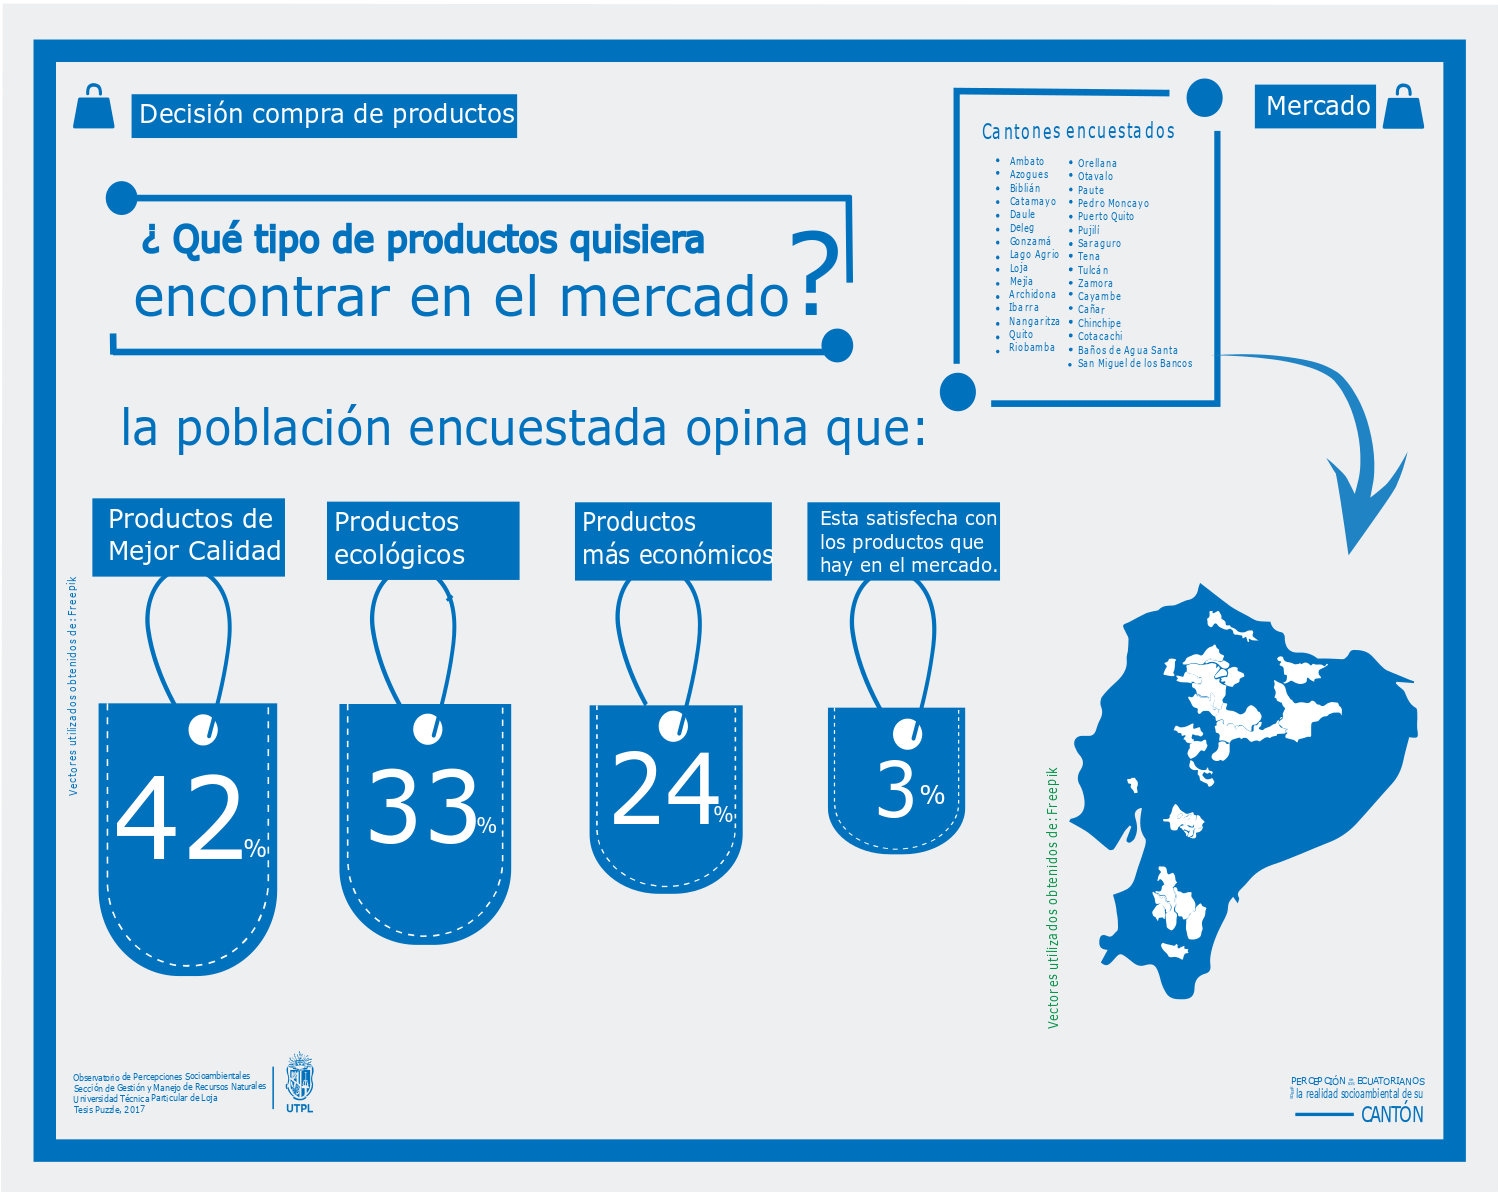 Decisión compra de productos
Mercado
¿ Qué tipo de productos quisiera
encontrar en el mercado?
Cantones encuestados
Ambato
Azogues
Biblián
Catamayo
Daule
Déleg
Gonzamá
Lago Agrio
Loja
Mejía
Archidona
Ibarra
Nangaritza
Quito
Riobamba
Orellana
Otavalo
Paute
Pedro Moncayo
Puerto Quito
Pujilí
Saraguro
Tena
Tulcán
Zamora
Cayambe
Cañar
Chinchipe
Cotacachi
Baños de Agua Santa
San Miguel de los Bancos
la población encuestada opina que:
Productos de
Mejor Calidad
42%
Productos
ecológicos
33%
Productos
más económicos
24%
Esta satisfecha con
los productos que
hay en el mercado.
3%
Vectores utilizados obtenidos de: Freepik
Vectores utilizados obtenidos de: Freepik
Observatorio de Percepciones Socioambientales
Sección de Gestión y Manejo de Recursos Naturales
Universidad Técnica Particular de Loja
Tesis Puzzle, 2017
UTPL
PERCEPCIÓN ECUATORIANOS
la realidad socioambiental de su
CANTÓN